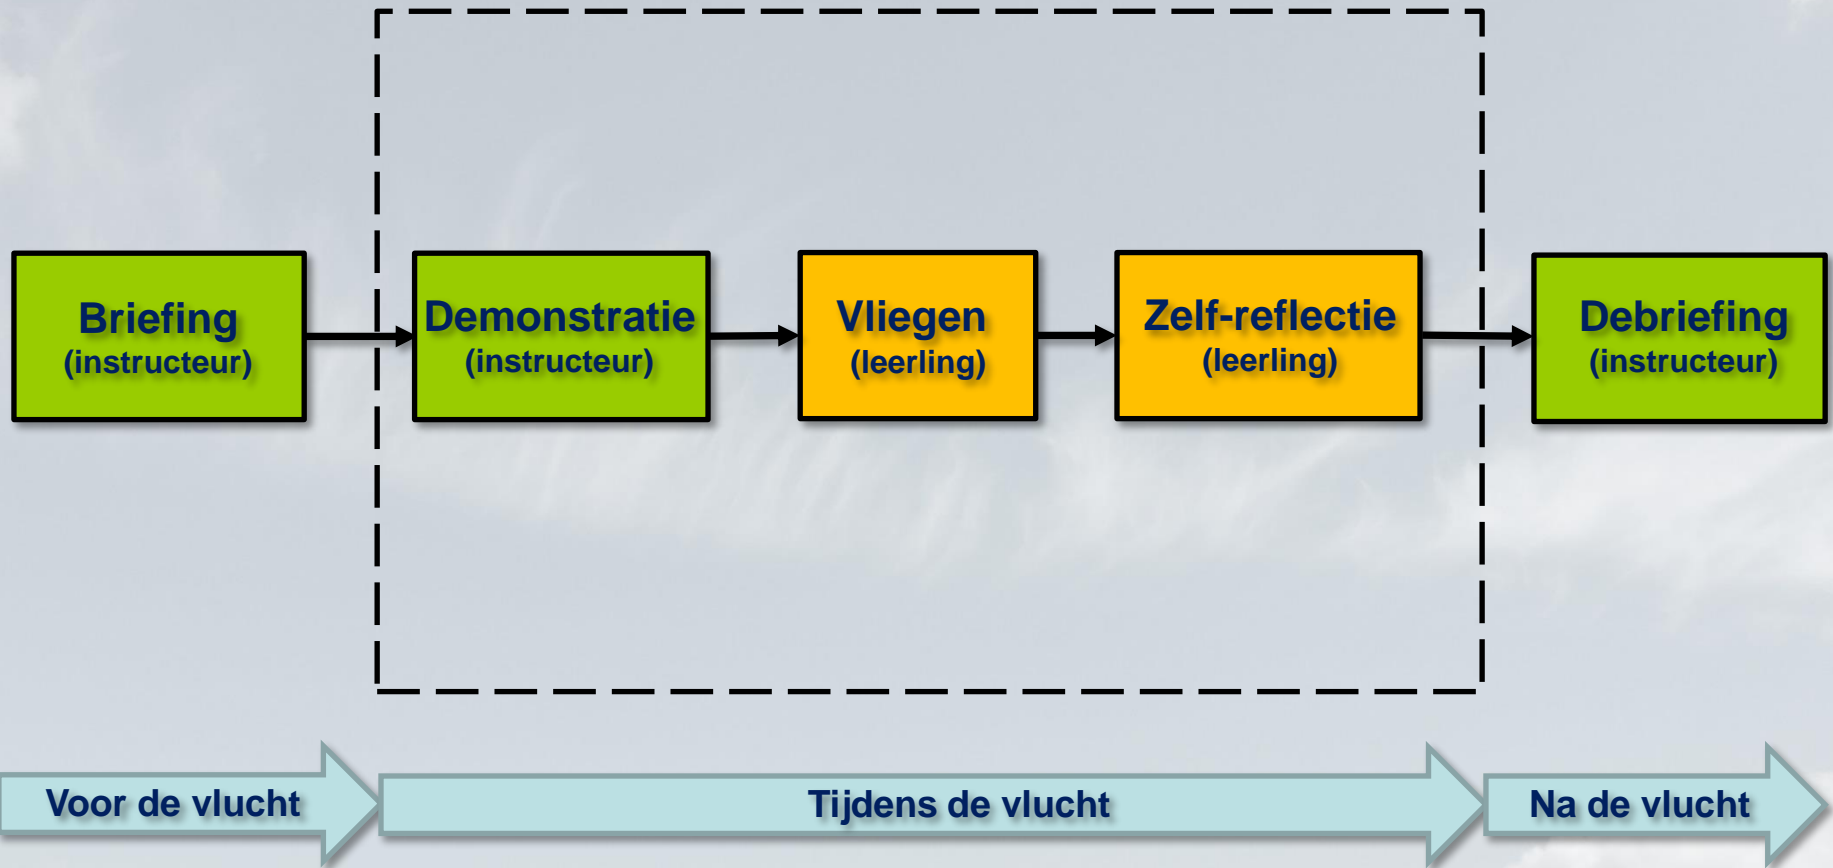 Briefing
(instructeur)
Demonstratie
(instructeur)
Vliegen
(leerling)
Zelf-reflectie
(leerling)
Debriefing
(instructeur)
Voor de vlucht
Tijdens de vlucht
Na de vlucht